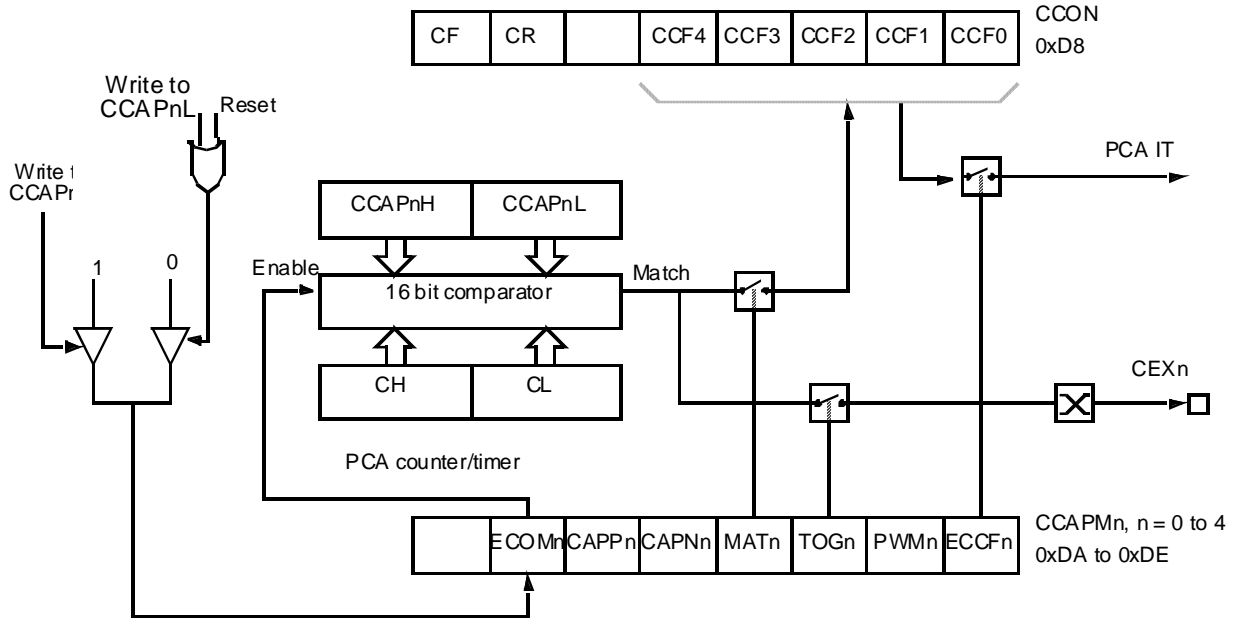 CF CR CCF4 CCF3 CCF2 CCF1 CCF0
CCON
0xD8
Write to
CCAPnL
Reset
Write
PCA IT
CCAPnH CCAPnL
1
0
Enable
16 bit comparator
Match
CH CL
CEXn
PCA counter/timer
ECOMn CAPPn CAPNn MATn TOGn PWMn ECCFn
CCAPMn, n = 0 to 4
0xDA to 0xDE